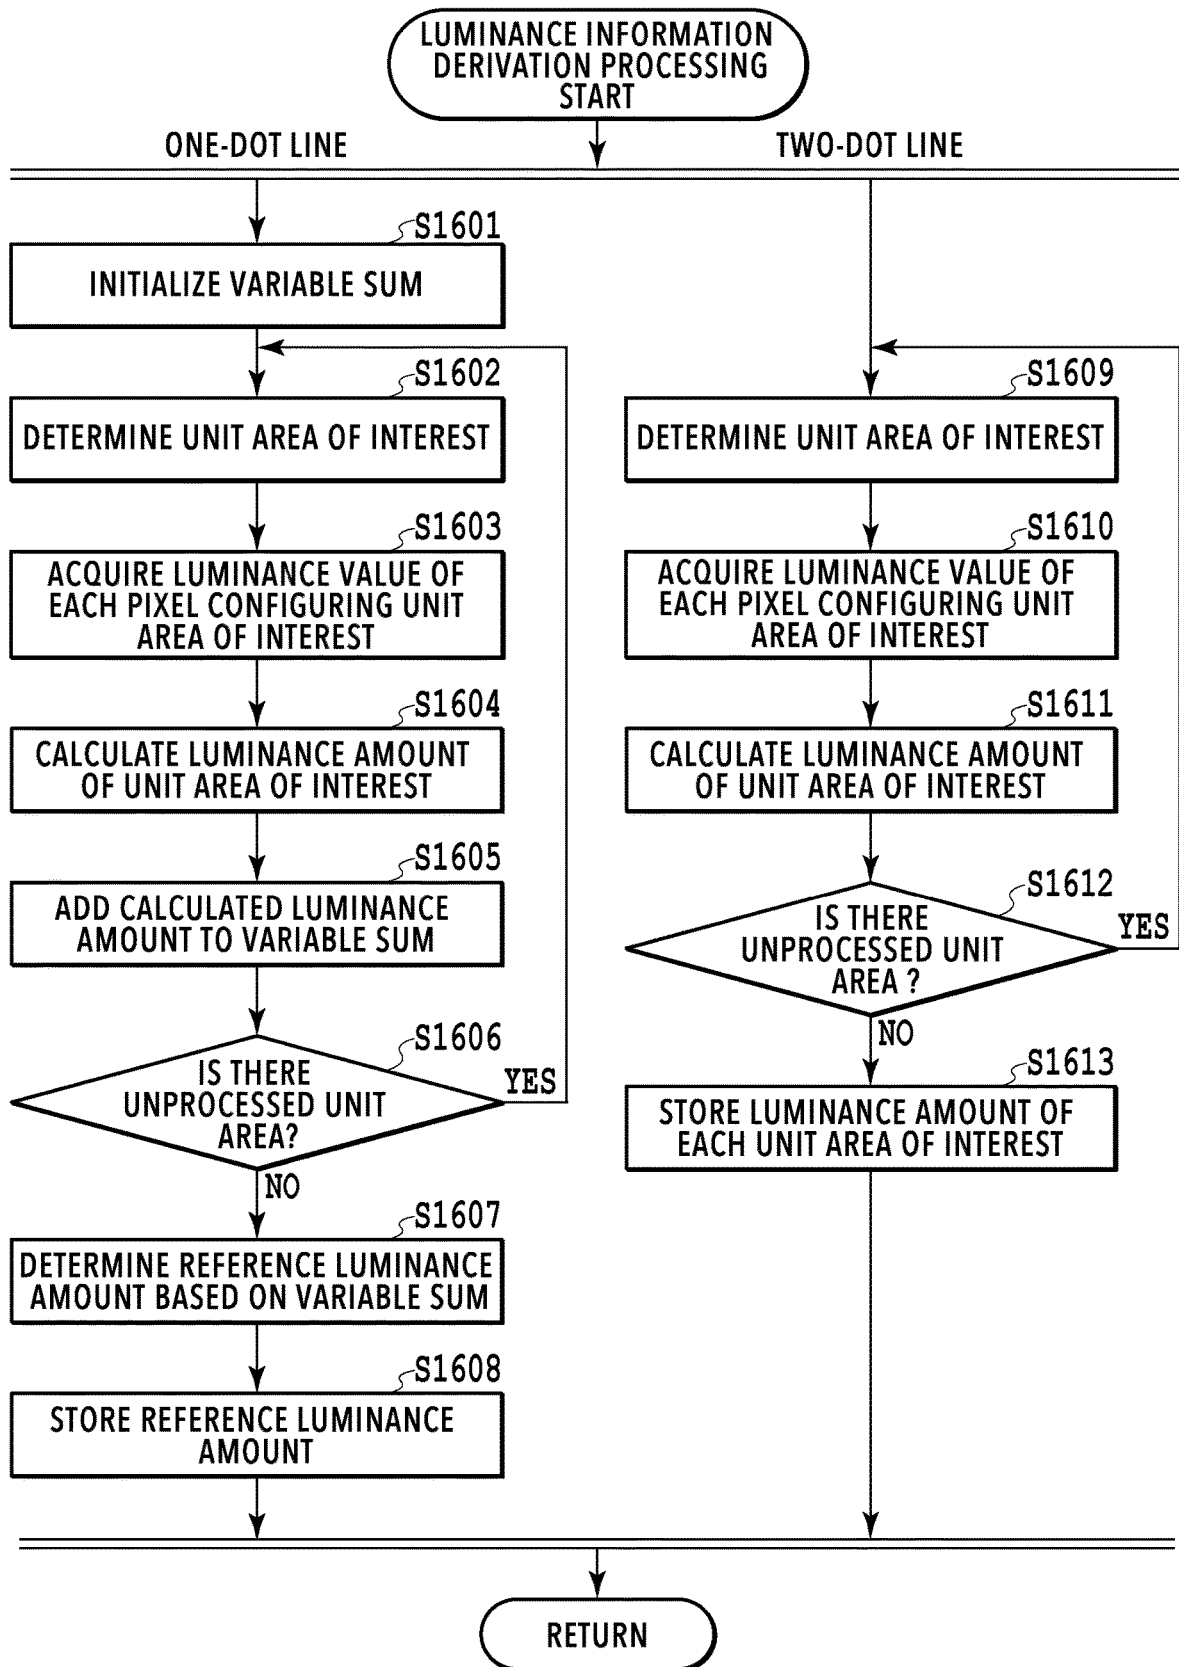 LUMINANCE INFORMATION
DERIVATION PROCESSING
START
ONE-DOT LINE
TWO-DOT LINE
S1601
INITIALIZE VARIABLE SUM
S1602
DETERMINE UNIT AREA OF INTEREST
S1603
ACQUIRE LUMINANCE VALUE OF
EACH PIXEL CONFIGURING UNIT
AREA OF INTEREST
S1604
CALCULATE LUMINANCE AMOUNT
OF UNIT AREA OF INTEREST
S1605
ADD CALCULATED LUMINANCE
AMOUNT TO VARIABLE SUM
S1606
IS THERE
UNPROCESSED UNIT
AREA?
YES
NO
S1607
DETERMINE REFERENCE LUMINANCE
AMOUNT BASED ON VARIABLE SUM
S1608
STORE REFERENCE LUMINANCE
AMOUNT
S1609
DETERMINE UNIT AREA OF INTEREST
S1610
ACQUIRE LUMINANCE VALUE OF
EACH PIXEL CONFIGURING UNIT
AREA OF INTEREST
S1611
CALCULATE LUMINANCE AMOUNT
OF UNIT AREA OF INTEREST
S1612
IS THERE
UNPROCESSED UNIT
AREA ?
YES
NO
S1613
STORE LUMINANCE AMOUNT OF
EACH UNIT AREA OF INTEREST
RETURN